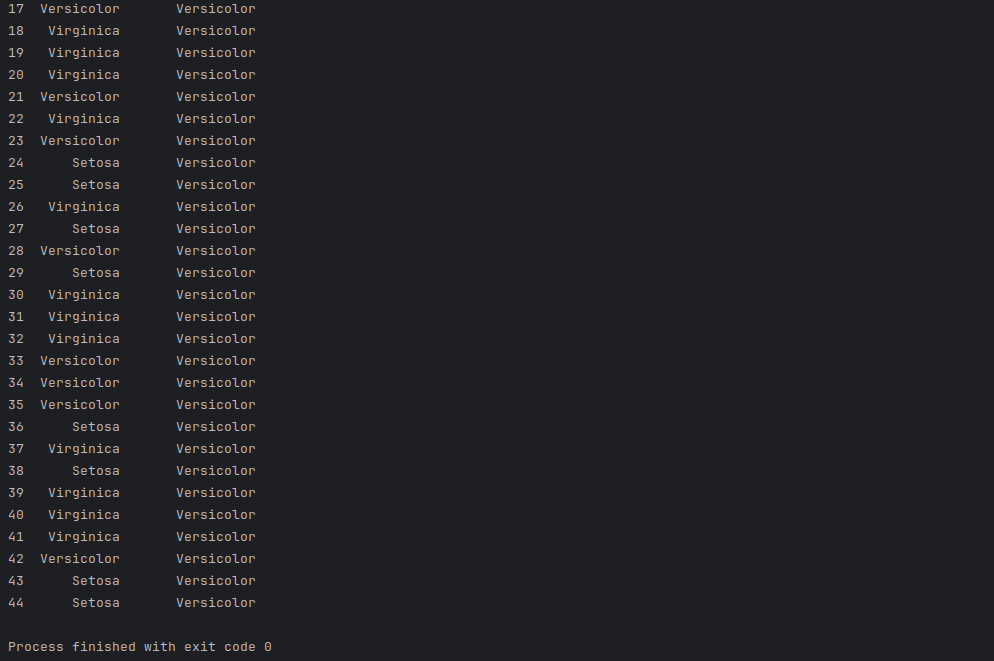 17  Versicolor       Versicolor
18   Virginica       Versicolor
19   Virginica       Versicolor
20   Virginica       Versicolor
21  Versicolor       Versicolor
22   Virginica       Versicolor
23  Versicolor       Versicolor
24      Setosa       Versicolor
25      Setosa       Versicolor
26   Virginica       Versicolor
27      Setosa       Versicolor
28  Versicolor       Versicolor
29      Setosa       Versicolor
30   Virginica       Versicolor
31   Virginica       Versicolor
32   Virginica       Versicolor
33  Versicolor       Versicolor
34  Versicolor       Versicolor
35  Versicolor       Versicolor
36      Setosa       Versicolor
37   Virginica       Versicolor
38      Setosa       Versicolor
39   Virginica       Versicolor
40   Virginica       Versicolor
41   Virginica       Versicolor
42  Versicolor       Versicolor
43      Setosa       Versicolor
44      Setosa       Versicolor
Process finished with exit code 0